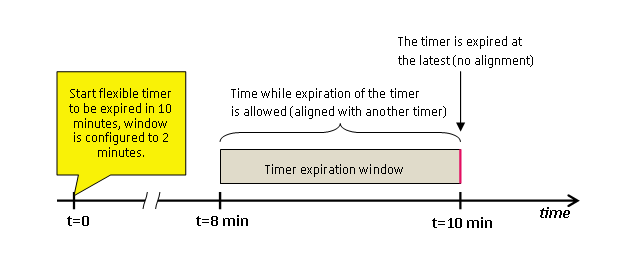 The timer is expired at
the latest (no alignment)
Start flexible timer
to be expired in 10
minutes, window
is configured to 2
minutes.
Time while expiration of the timer
is allowed (aligned with another timer)
Timer expiration window
t=0
t=8 min
t=10 min
time